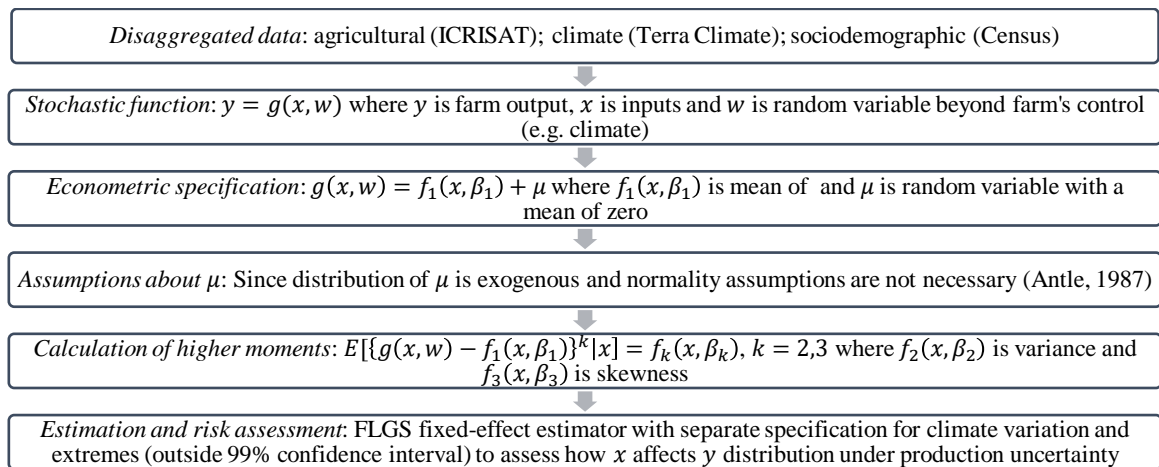 Disaggregated data: agricultural (ICRISAT); climate (Terra Climate); sociodemographic (Census)
Stochastic function: 𝑦 = 𝑔(𝑥, 𝑤) where 𝑦 is farm output, 𝑥 is inputs and 𝑤 is random variable beyond farm's control
(e.g. climate)
Econometric specification: 𝑔(𝑥, 𝑤) = 𝑓₁(𝑥, 𝛽₁) + 𝜇 where 𝑓₁(𝑥, 𝛽₁) is mean of and 𝜇 is random variable with a
mean of zero
Assumptions about 𝜇: Since distribution of 𝜇 is exogenous and normality assumptions are not necessary (Antle, 1987)
Calculation of higher moments: 𝐸[{𝑔(𝑥, 𝑤) − 𝑓₁(𝑥, 𝛽₁)}ᵏ|𝑥] = 𝑓ₖ(𝑥, 𝛽ₖ), 𝑘 = 2,3 where 𝑓₂(𝑥, 𝛽₂) is variance and
𝑓₃(𝑥, 𝛽₃) is skewness
Estimation and risk assessment: FLGS fixed-effect estimator with separate specification for climate variation and
extremes (outside 99% confidence interval) to assess how 𝑥 affects 𝑦 distribution under production uncertainty